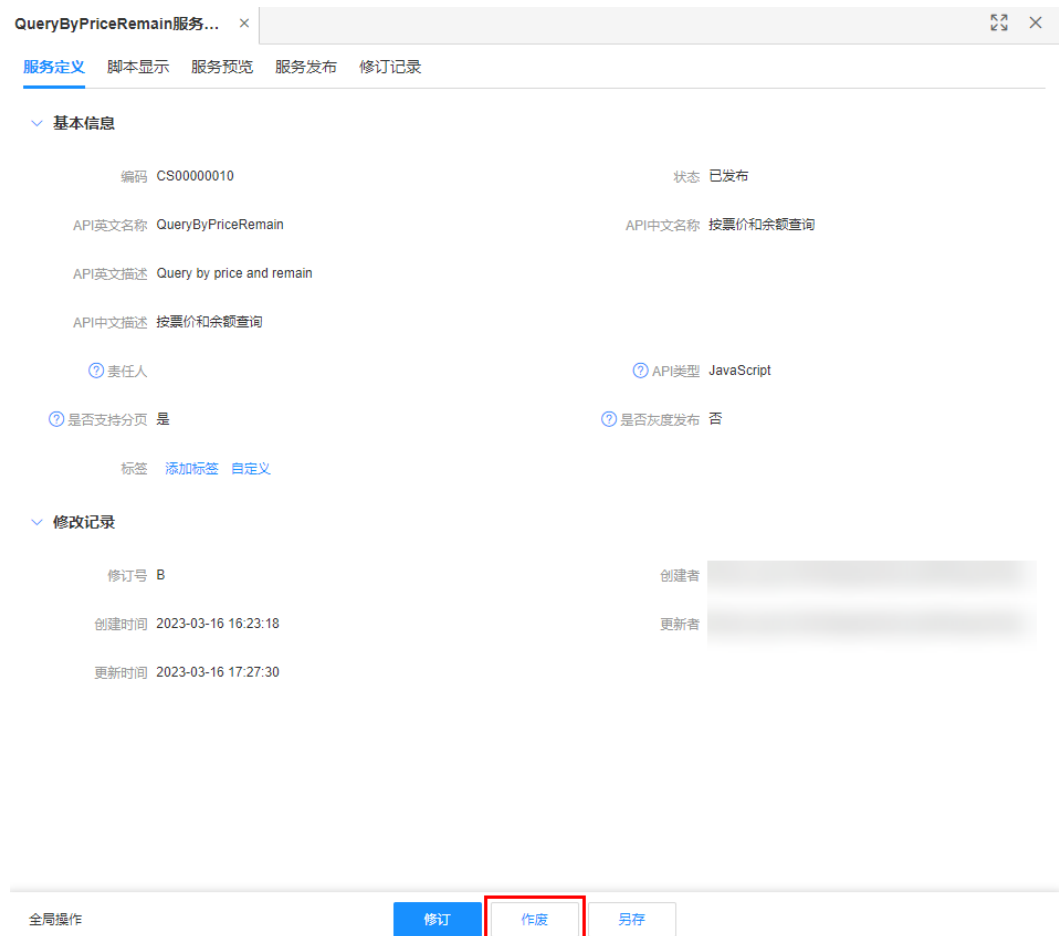 QueryByPriceRemain服务...
服务定义 脚本显示 服务预览 服务发布 修订记录
基本信息
编码 CS00000010 状态 已发布
API英文名称 QueryByPriceRemain API中文名称 按票价和余额查询
API英文描述 Query by price and remain
API中文描述 按票价和余额查询
责任人 API类型 JavaScript
是否支持分页 是 是否灰度发布 否
标签 添加标签 自定义
修改记录
修订号 B 创建者
创建时间 2023-03-16 16:23:18 更新者
更新时间 2023-03-16 17:27:30
全局操作 修订 作废 另存